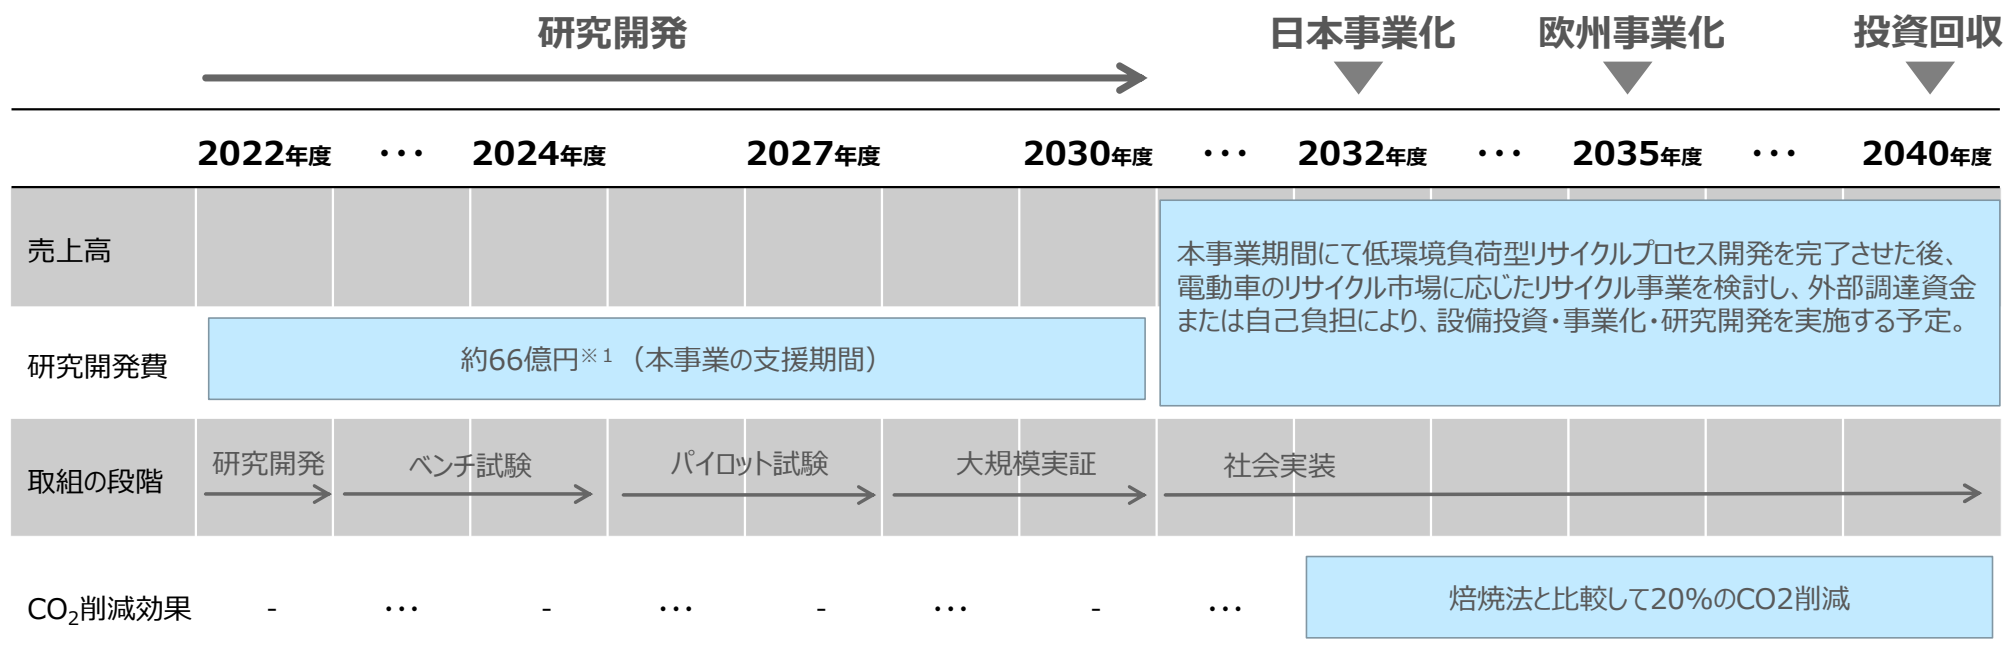 研究開発 日本事業化 欧州事業化 投資回収
2022年度 ・・・ 2024年度 2027年度 2030年度 ・・・ 2032年度 ・・・ 2035年度 ・・・ 2040年度
売上高
本事業期間にて低環境負荷型リサイクルプロセス開発を完了させた後、
電動車のリサイクル市場に応じたリサイクル事業を検討し、外部調達資金
または自己負担により、設備投資・事業化・研究開発を実施する予定。
研究開発費 約66億円※1（本事業の支援期間）
取組の段階 研究開発 ベンチ試験 パイロット試験 大規模実証 社会実装
CO2削減効果 - ・・・ - ・・・ - ・・・ - ・・・ 焙焼法と比較して20%のCO2削減